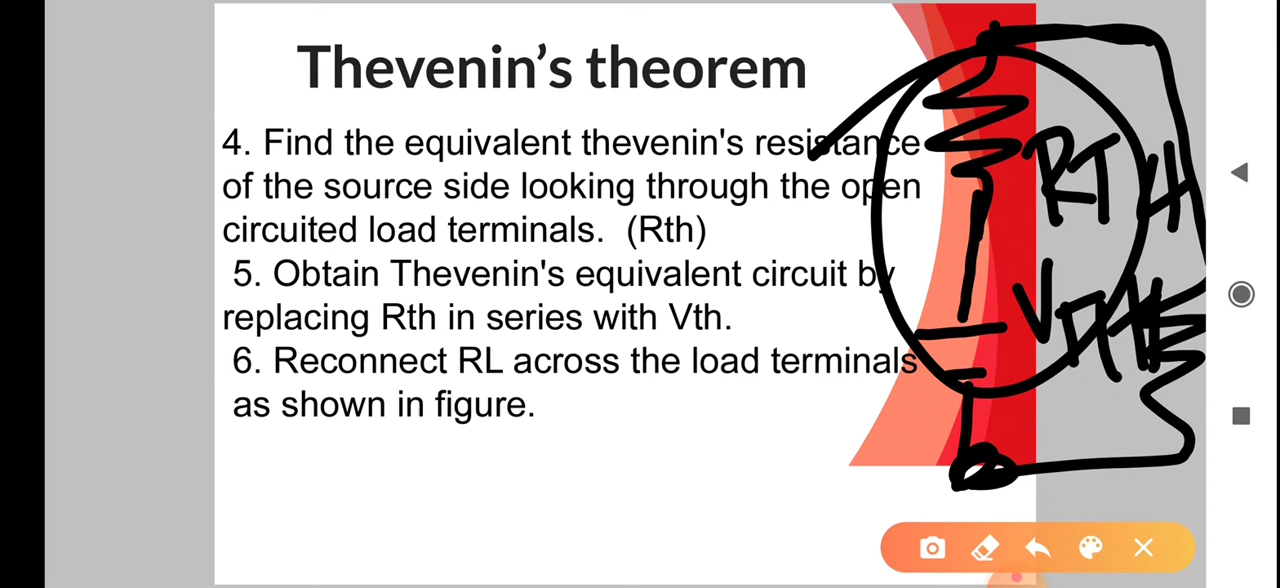 Thevenin's theorem
4. Find the equivalent thevenin's resistance
of the source side looking through the open
circuited load terminals. (Rth)
5. Obtain Thevenin's equivalent circuit by
replacing Rth in series with Vth.
6. Reconnect RL across the load terminals
as shown in figure.
RTH